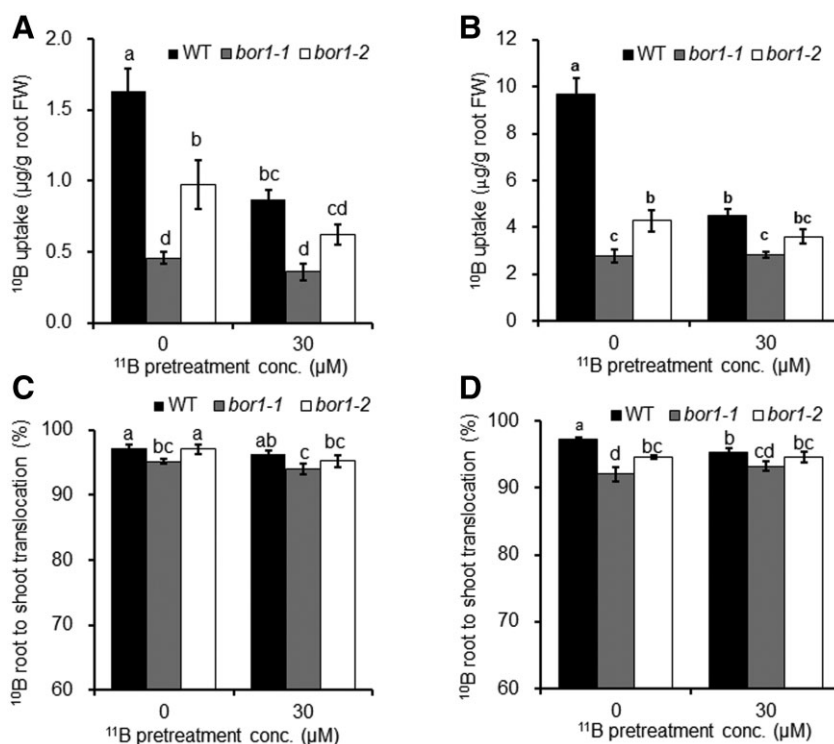 A
WT bor1-1 bor1-2
¹⁰B uptake (µg/g root FW)
2.0
1.5
1.0
0.5
0.0
a
d
b
bc
d
cd
0 30
¹¹B pretreatment conc. (µM)
B
WT bor1-1 bor1-2
¹⁰B uptake (µg/g root FW)
12
10
8
6
4
2
0
a
c
b
b
c
bc
0 30
¹¹B pretreatment conc. (µM)
C
WT bor1-1 bor1-2
¹⁰B root to shoot translocation (%)
100
90
80
70
60
a
bc
a
ab
c
bc
0 30
¹¹B pretreatment conc. (µM)
D
WT bor1-1 bor1-2
¹⁰B root to shoot translocation (%)
100
90
80
70
60
a
d
bc
b
cd
bc
0 30
¹¹B pretreatment conc. (µM)